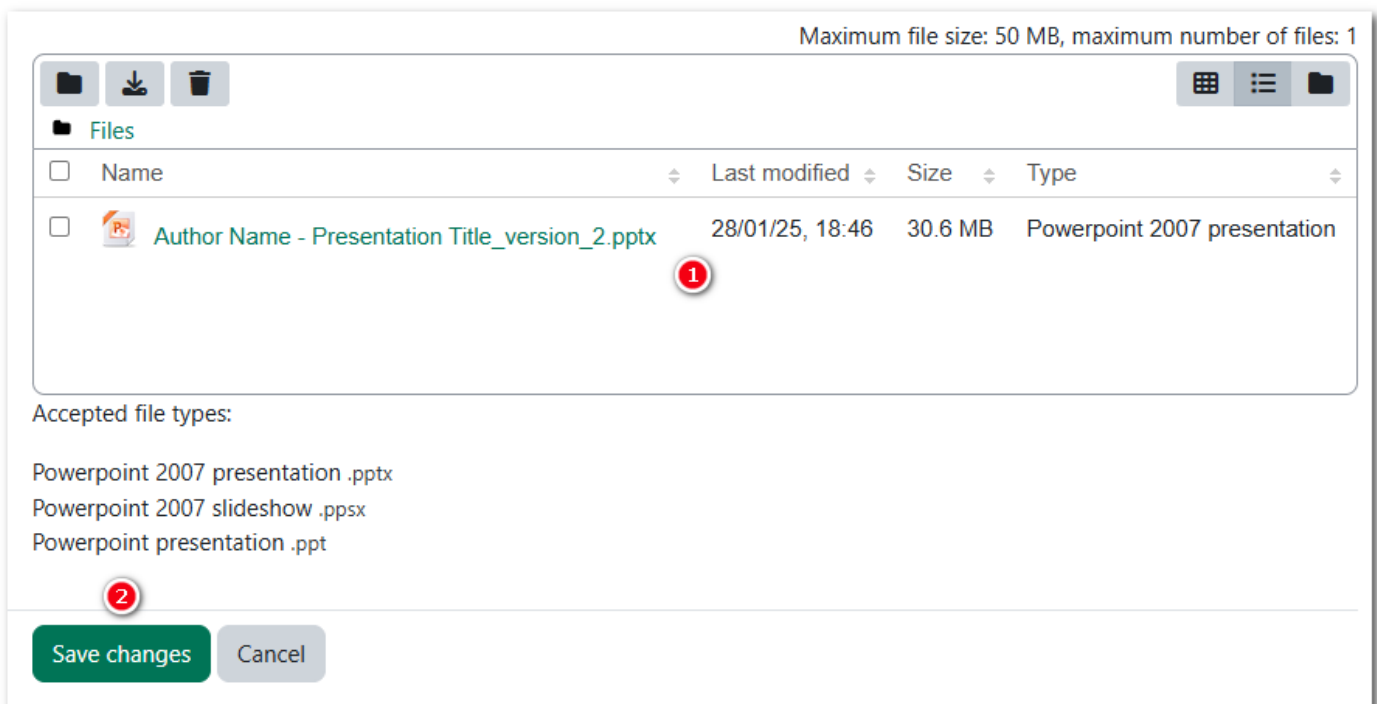 Maximum file size: 50 MB, maximum number of files: 1
Files
Name Last modified Size Type
Author Name - Presentation Title_version_2.pptx 28/01/25, 18:46 30.6 MB Powerpoint 2007 presentation
1
Accepted file types:
Powerpoint 2007 presentation .pptx
Powerpoint 2007 slideshow .ppsx
Powerpoint presentation .ppt
2
Save changes Cancel